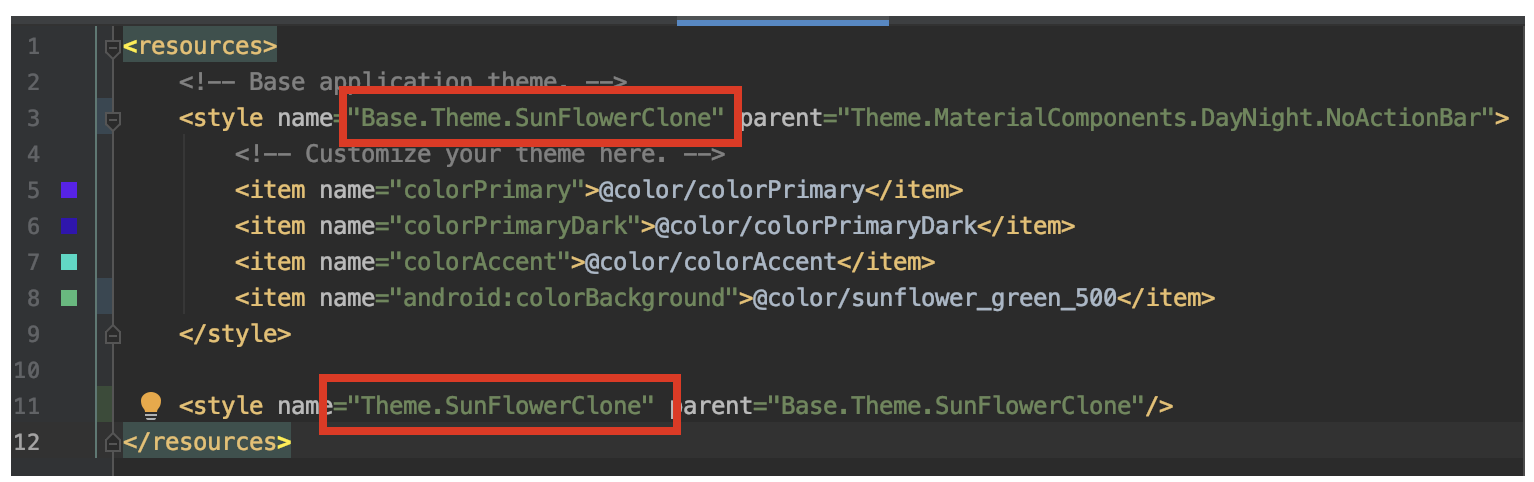 1 <resources>
2 <!-- Base application theme. -->
3 <style name="Base.Theme.SunFlowerClone" parent="Theme.MaterialComponents.DayNight.NoActionBar">
4 <!-- Customize your theme here. -->
5 <item name="colorPrimary">@color/colorPrimary</item>
6 <item name="colorPrimaryDark">@color/colorPrimaryDark</item>
7 <item name="colorAccent">@color/colorAccent</item>
8 <item name="android:colorBackground">@color/sunflower_green_500</item>
9 </style>
10
11 <style name="Theme.SunFlowerClone" parent="Base.Theme.SunFlowerClone"/>
12 </resources>